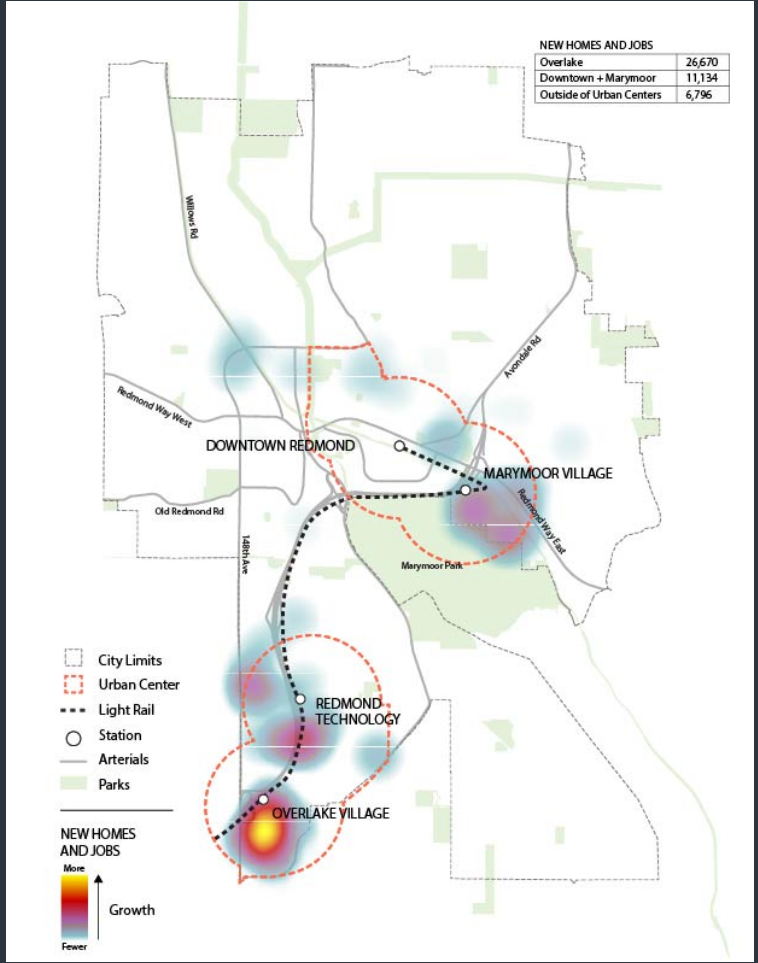 NEW HOMES AND JOBS
Overlake 26,670
Downtown + Marymoor 11,134
Outside of Urban Centers 6,796
Willows Rd
Avondale Rd
Redmond Way West
DOWNTOWN REDMOND
MARYMOOR VILLAGE
Old Redmond Rd
Redmond Way East
148th Ave
Marymoor Park
City Limits
Urban Center
Light Rail
Station
Arterials
Parks
REDMOND
TECHNOLOGY
OVERLAKE VILLAGE
NEW HOMES
AND JOBS
More
Growth
Fewer